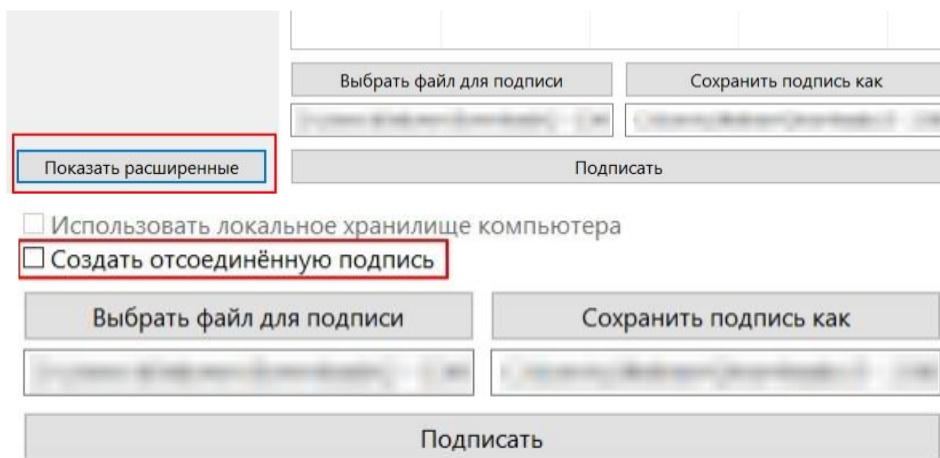 Выбрать файл для подписи
Сохранить подпись как
Показать расширенные
Подписать
Использовать локальное хранилище компьютера
Создать отсоединённую подпись
Выбрать файл для подписи
Сохранить подпись как
Подписать